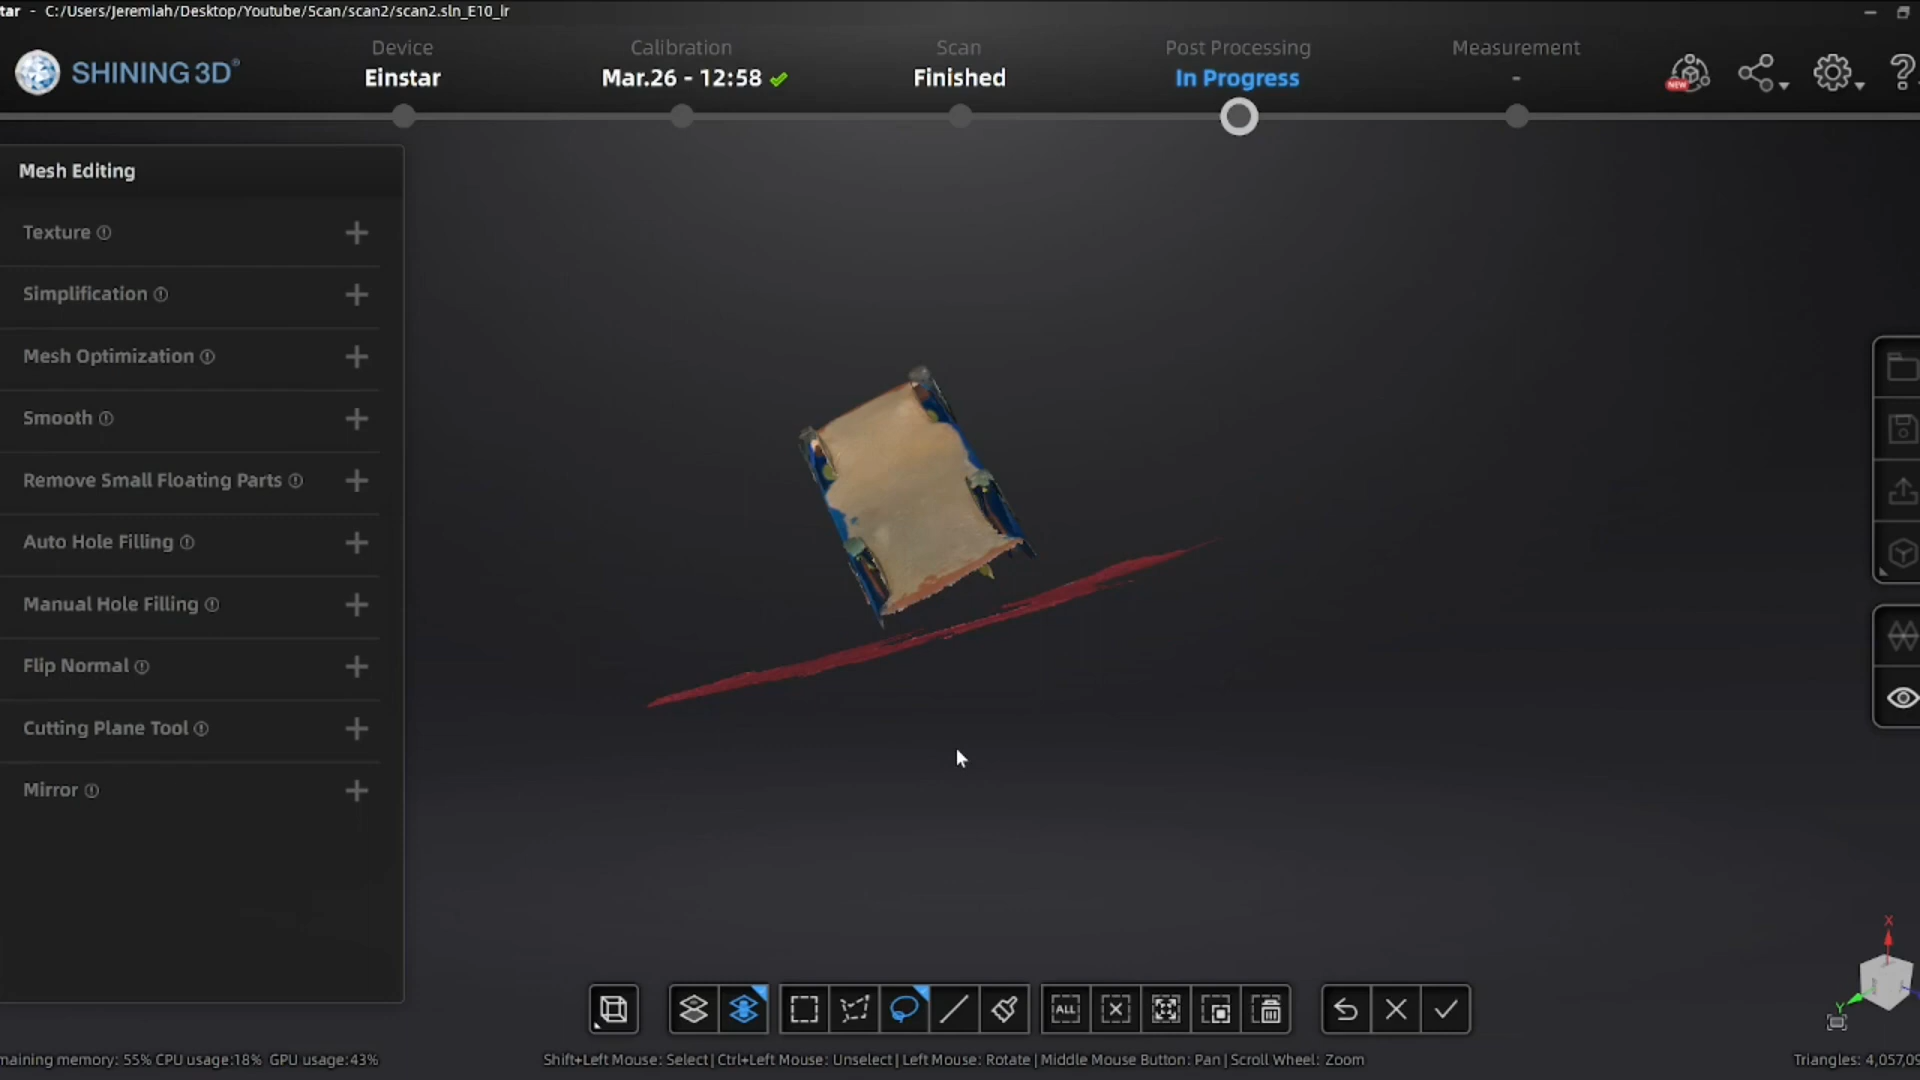 tar - C:/Users/Jeremlah/Desktop/Youtube/Scan/scan2/scan2.sln_E10_lr
SHINING 3D®
Device
Einstar
Calibration
Mar.26 - 12:58
Scan
Finished
Post Processing
In Progress
Measurement
-
NEW
Mesh Editing
Texture
Simplification
Mesh Optimization
Smooth
Remove Small Floating Parts
Auto Hole Filling
Manual Hole Filling
Flip Normal
Cutting Plane Tool
Mirror
ALL
X
Y
maining memory: 55% CPU usage:18% GPU usage:43%
Shift+Left Mouse: Select|Ctrl+Left Mouse: Unselect|Left Mouse: Rotate|Middle Mouse Button: Pan|Scroll Wheel: Zoom
Triangles: 4,057,09